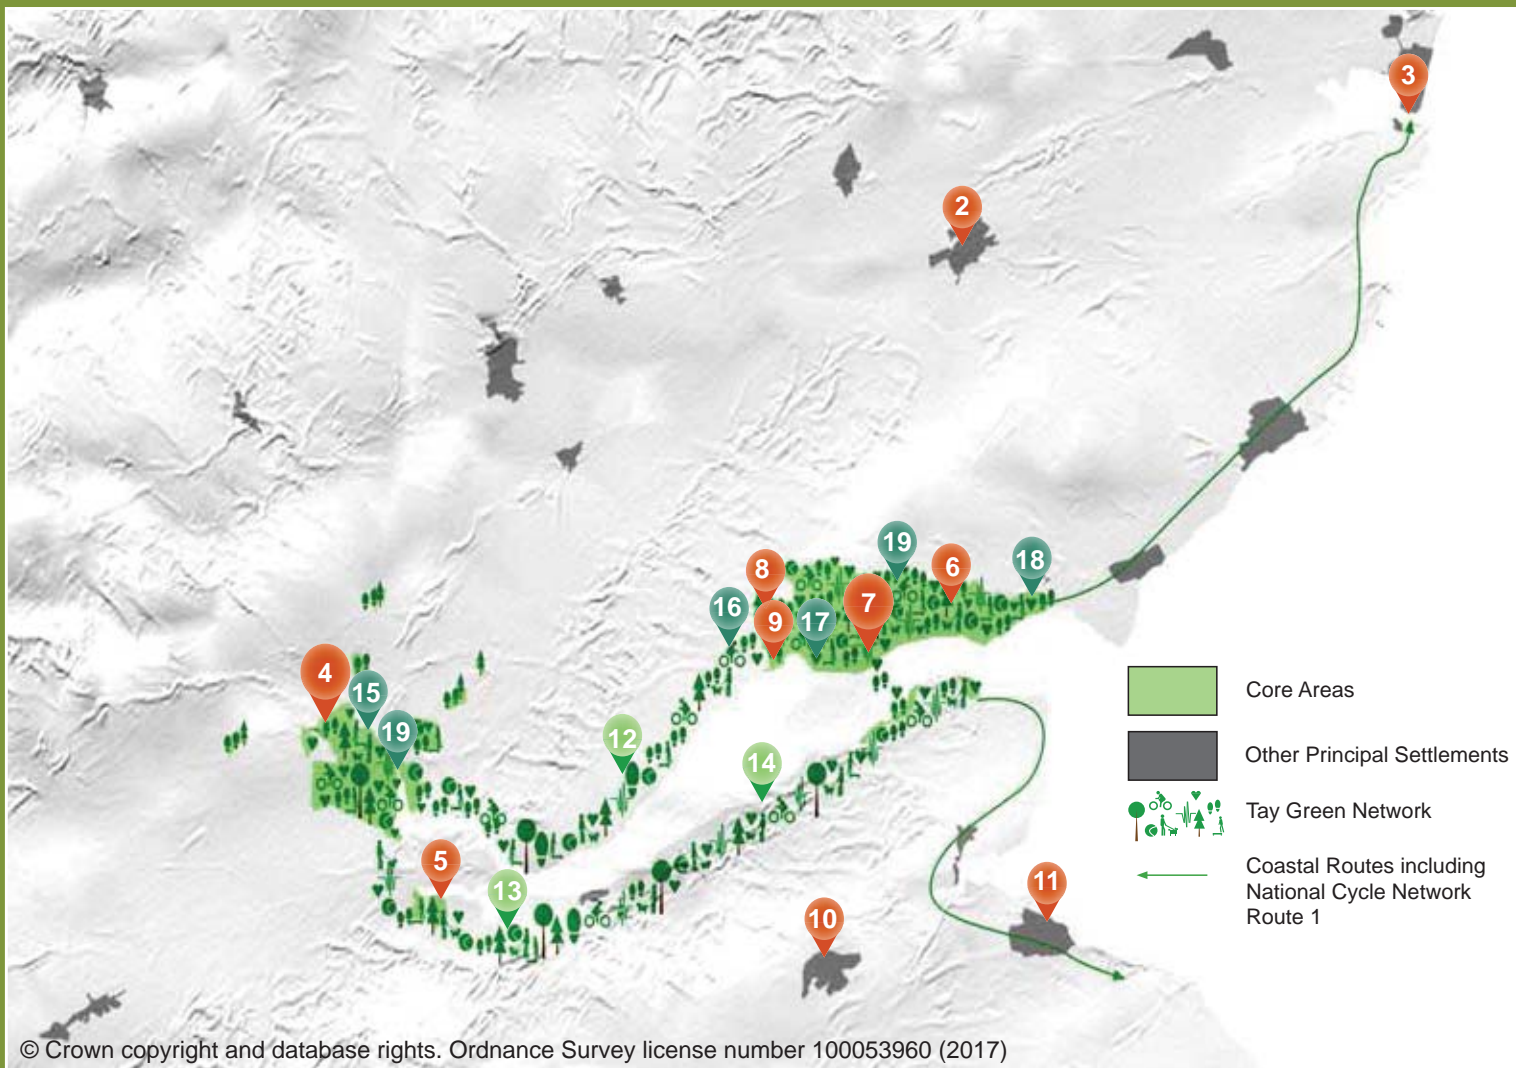 3
2
19
18
8
6
7
16
9
17
4
15
19
12
14
5
13
11
10
Core Areas
Other Principal Settlements
Tay Green Network
Coastal Routes including
National Cycle Network
Route 1
© Crown copyright and database rights. Ordnance Survey license number 100053960 (2017)